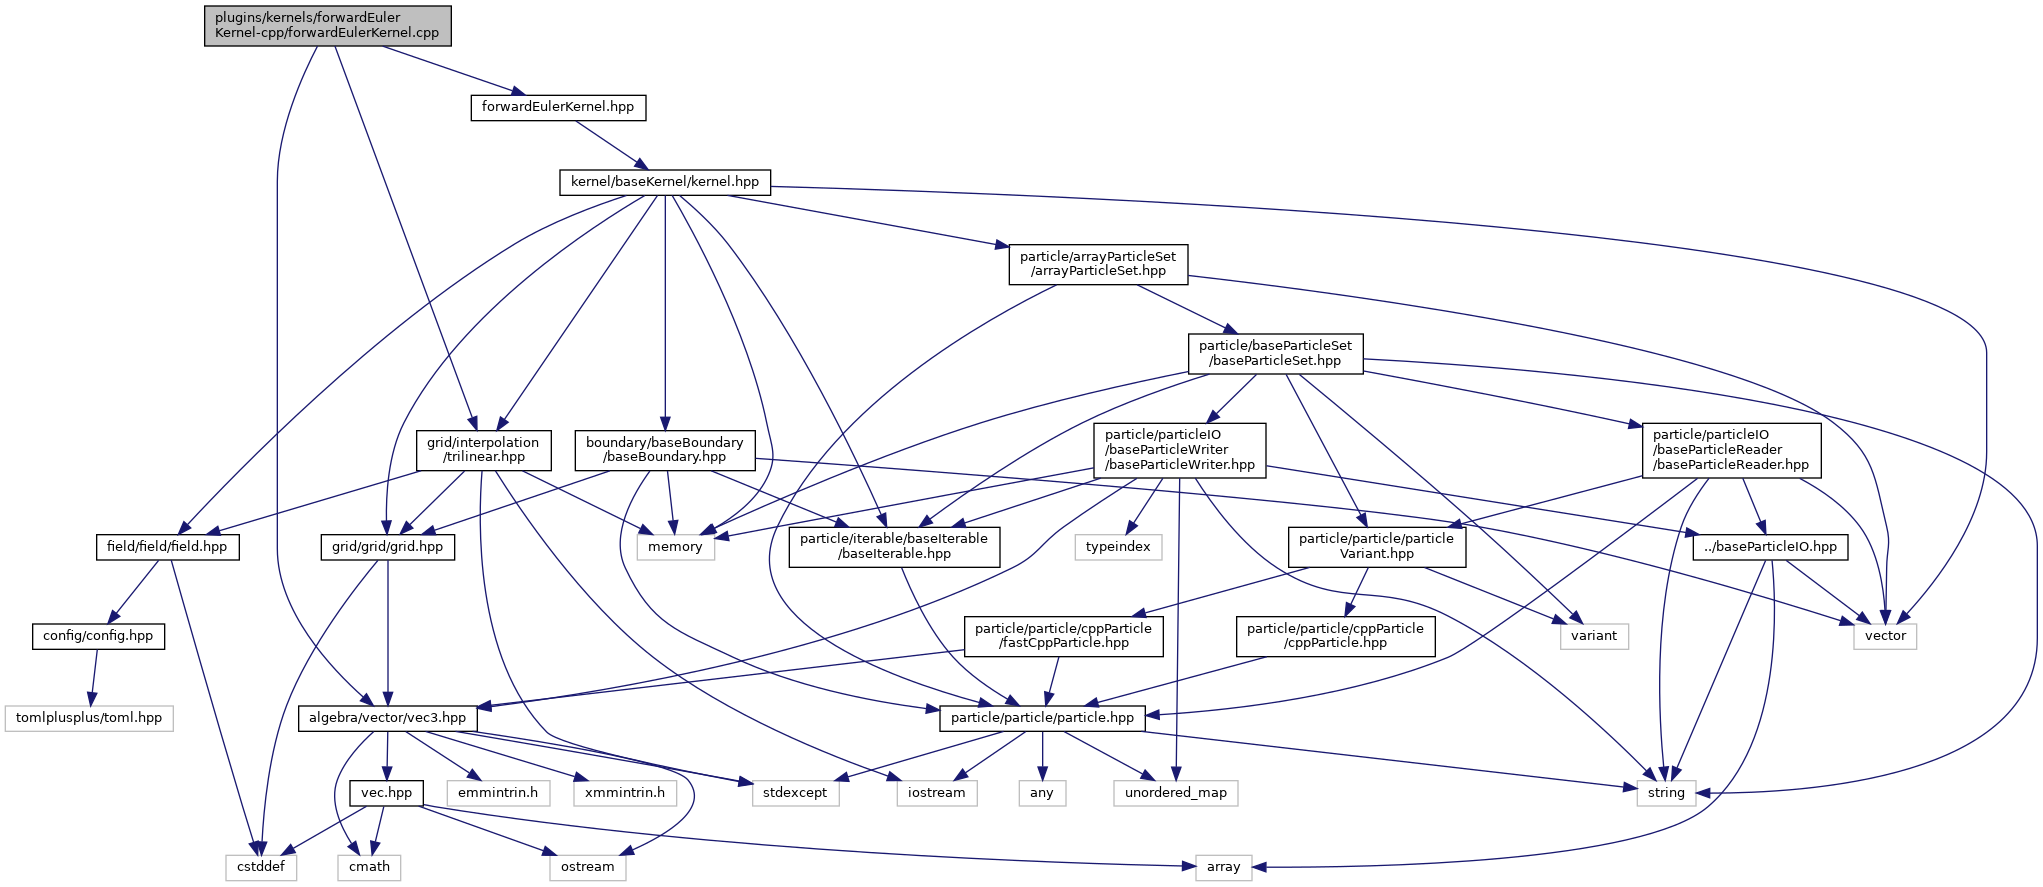 plugins/kernels/forwardEuler
Kernel-cpp/forwardEulerKernel.cpp
forwardEulerKernel.hpp
kernel/baseKernel/kernel.hpp
particle/arrayParticleSet
/arrayParticleSet.hpp
particle/baseParticleSet
/baseParticleSet.hpp
grid/interpolation
/trilinear.hpp
boundary/baseBoundary
/baseBoundary.hpp
particle/particleIO
/baseParticleWriter
/baseParticleWriter.hpp
particle/particleIO
/baseParticleReader
/baseParticleReader.hpp
field/field/field.hpp
grid/grid/grid.hpp
memory
particle/iterable/baseIterable
/baseIterable.hpp
typeindex
particle/particle/particle
Variant.hpp
../baseParticleIO.hpp
config/config.hpp
particle/particle/cppParticle
/fastCppParticle.hpp
particle/particle/cppParticle
/cppParticle.hpp
variant
vector
tomlplusplus/toml.hpp
algebra/vector/vec3.hpp
particle/particle/particle.hpp
vec.hpp
emmintrin.h
xmmintrin.h
stdexcept
iostream
any
unordered_map
string
cstddef
cmath
ostream
array